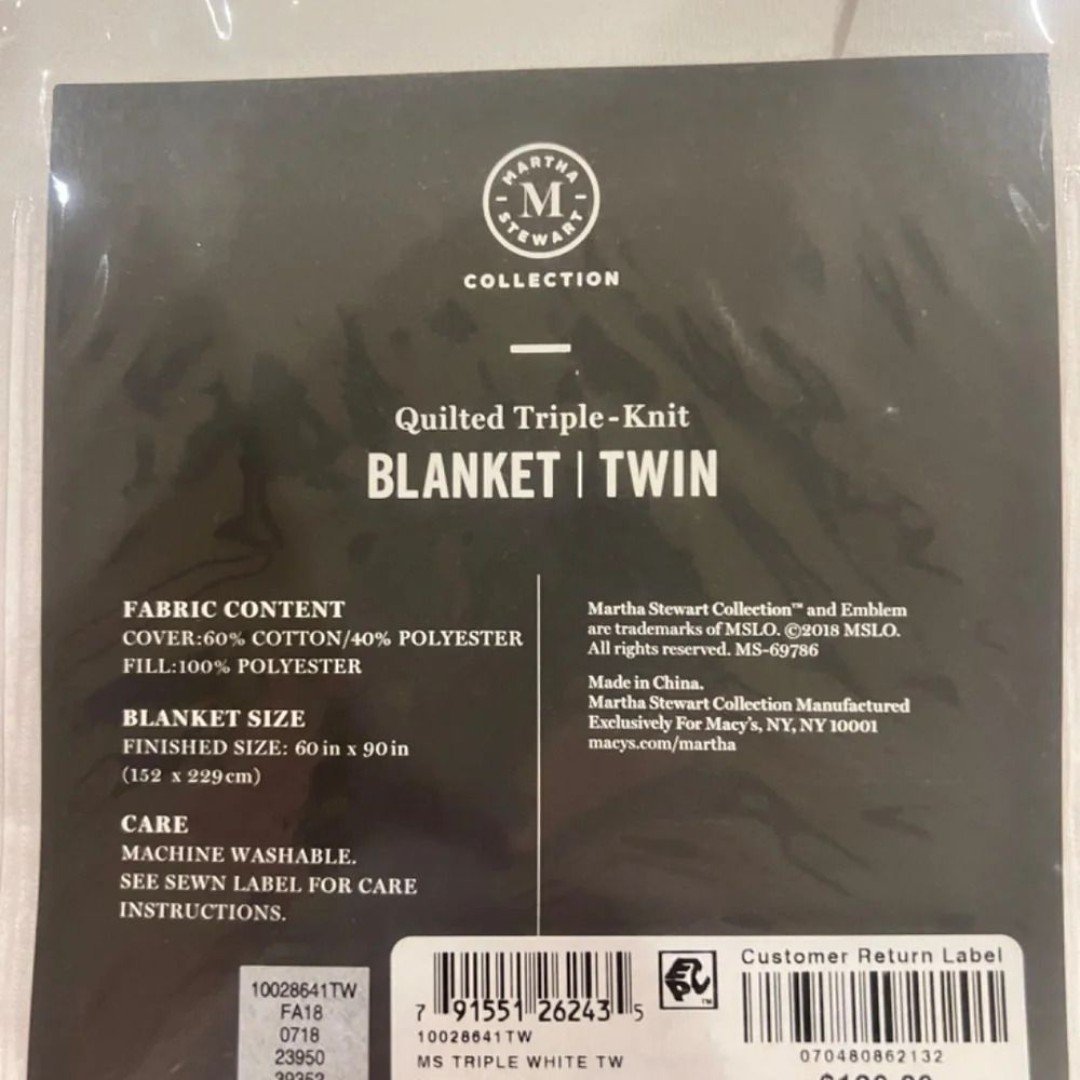 MARTHA
M
STEWART
COLLECTION
Quilted Triple-Knit
BLANKET | TWIN
FABRIC CONTENT
COVER:60% COTTON/40% POLYESTER
FILL:100% POLYESTER
BLANKET SIZE
FINISHED SIZE: 60 in x 90 in
(152 x 229cm)
CARE
MACHINE WASHABLE.
SEE SEWN LABEL FOR CARE
INSTRUCTIONS.
Martha Stewart Collection™ and Emblem
are trademarks of MSLO. ©2018 MSLO.
All rights reserved. MS-69786
Made in China.
Martha Stewart Collection Manufactured
Exclusively For Macy's, NY, NY 10001
macys.com/martha
10028641TW
FA18
0718
23950
7 91551 26243 5
10028641TW
MS TRIPLE WHITE TW
EPC™
Customer Return Label
070480862132